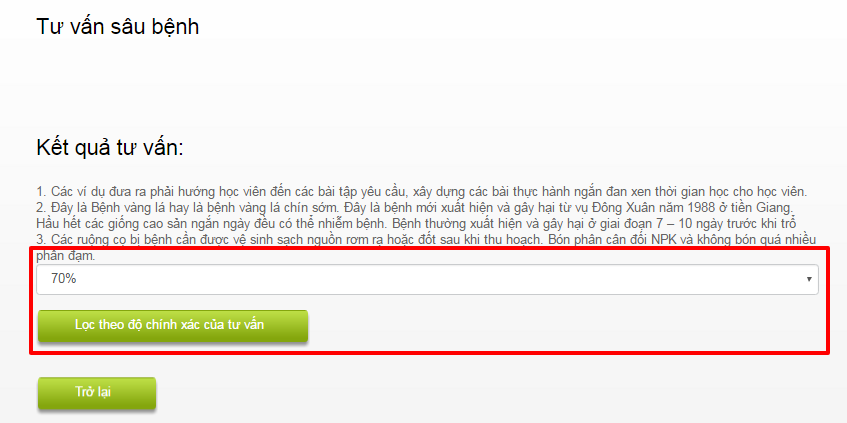 Tư vấn sâu bệnh
Kết quả tư vấn:
1. Các ví dụ đưa ra phải hướng học viên đến các bài tập yêu cầu, xây dựng các bài thực hành ngắn đan xen thời gian học cho học viên.
2. Đây là Bệnh vàng lá hay là bệnh vàng lá chín sớm. Đây là bệnh mới xuất hiện và gây hại từ vụ Đông Xuân năm 1988 ở tiền Giang.
Hầu hết các giống cao sản ngắn ngày đều có thể nhiễm bệnh. Bệnh thường xuất hiện và gây hại ở giai đoạn 7 – 10 ngày trước khi trổ
3. Các ruộng cọ bị bệnh cần được vệ sinh sạch nguồn rơm rạ hoặc đốt sau khi thu hoạch. Bón phân cân đối NPK và không bón quá nhiều
phân đạm.
70%
Lọc theo độ chính xác của tư vấn
Trở lại